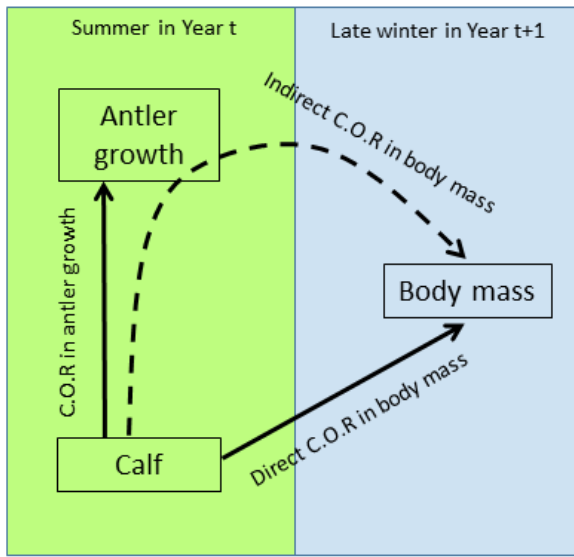 Summer in Year t
Late winter in Year t+1
Antler
growth
Indirect C.O.R in body mass
C.O.R in antler growth
Body mass
Calf
Direct C.O.R in body mass